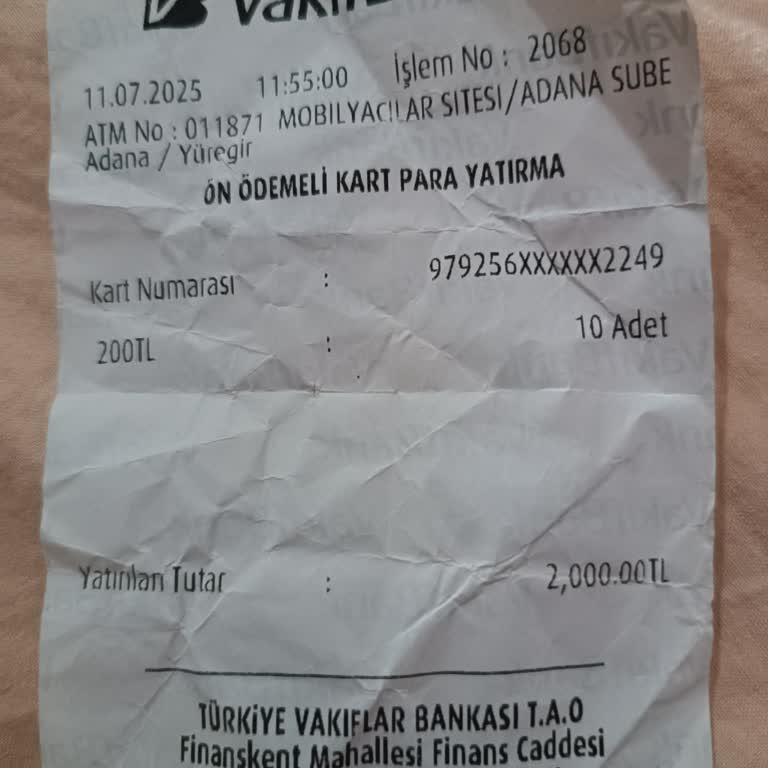 11.07.2025 11:55:00 İşlem No : 2068
ATM No : 011871 MOBILYACILAR SITESI/ADANA SUBE
Adana / Yüregir
ÖN ÖDEMELİ KART PARA YATIRMA
Kart Numarası : 979256XXXXXX2249
200TL : 10 Adet
Yatırılan Tutar : 2,000.00TL
TÜRKİYE VAKIFLAR BANKASI T.A.O
Finanskent Mahallesi Finans Caddesi